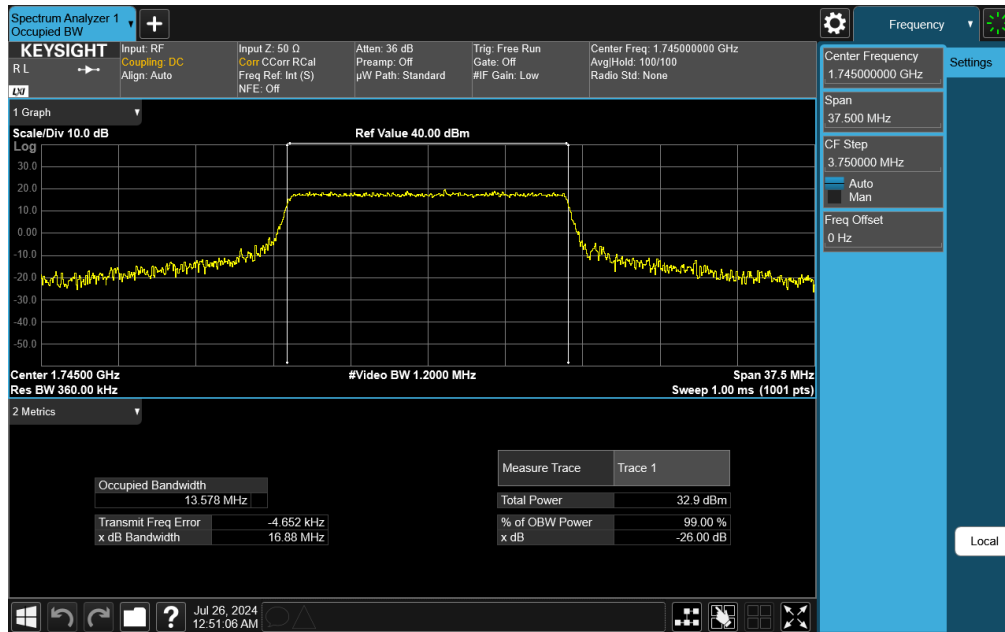 Spectrum Analyzer 1
Occupied BW
+
Frequency
KEYSIGHT
R L
LXI
Input: RF
Coupling: DC
Align: Auto
Input Z: 50 Ω
Corr CCorr RCal
Freq Ref: Int (S)
NFE: Off
Atten: 36 dB
Preamp: Off
µW Path: Standard
Trig: Free Run
Gate: Off
#IF Gain: Low
Center Freq: 1.745000000 GHz
Avg|Hold: 100/100
Radio Std: None
Center Frequency
1.745000000 GHz
Settings
Span
37.500 MHz
CF Step
3.750000 MHz
Auto
Man
Freq Offset
0 Hz
Local
1 Graph
Scale/Div 10.0 dB
Ref Value 40.00 dBm
Log
30.0
20.0
10.0
0.00
-10.0
-20.0
-30.0
-40.0
-50.0
Center 1.74500 GHz
#Video BW 1.2000 MHz
Span 37.5 MHz
Res BW 360.00 kHz
Sweep 1.00 ms (1001 pts)
2 Metrics
Occupied Bandwidth
13.578 MHz
Transmit Freq Error -4.652 kHz
x dB Bandwidth 16.88 MHz
Measure Trace Trace 1
Total Power 32.9 dBm
% of OBW Power 99.00 %
x dB -26.00 dB
?
Jul 26, 2024
12:51:06 AM